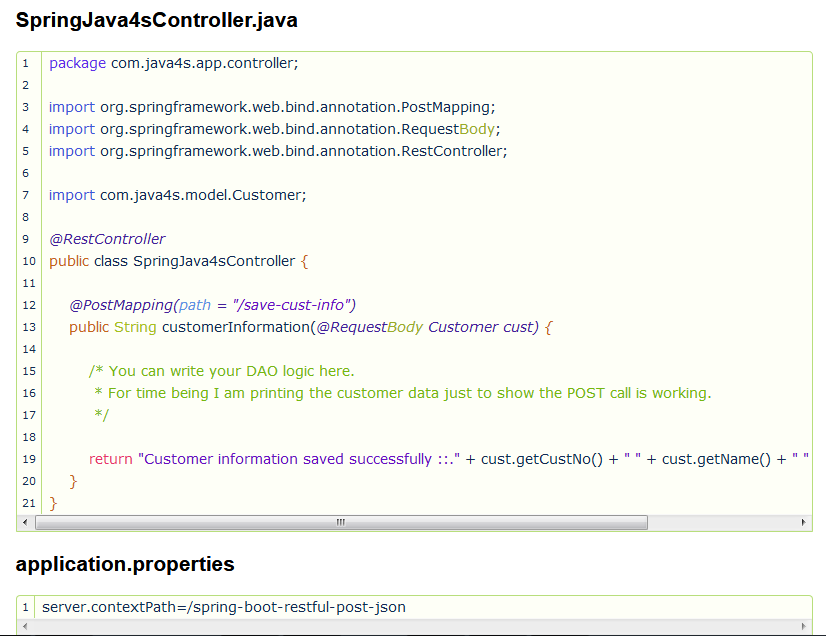 SpringJava4sController.java
1 package com.java4s.app.controller;
2
3 import org.springframework.web.bind.annotation.PostMapping;
4 import org.springframework.web.bind.annotation.RequestBody;
5 import org.springframework.web.bind.annotation.RestController;
6
7 import com.java4s.model.Customer;
8
9 @RestController
10 public class SpringJava4sController {
11
12 @PostMapping(path = "/save-cust-info")
13 public String customerInformation(@RequestBody Customer cust) {
14
15 /* You can write your DAO logic here.
16 * For time being I am printing the customer data just to show the POST call is working.
17 */
18
19 return "Customer information saved successfully ::." + cust.getCustNo() + " " + cust.getName() + " "
20 }
21 }
application.properties
1 server.contextPath=/spring-boot-restful-post-json